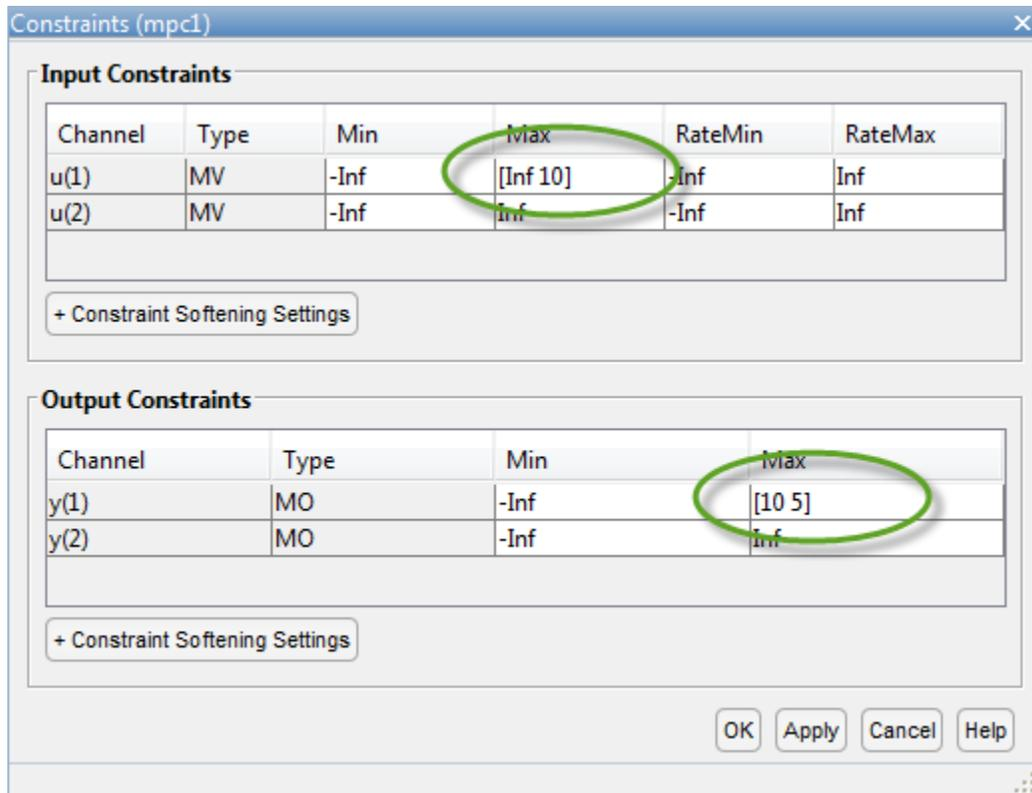 Constraints (mpc1)
Input Constraints
Channel Type Min Max RateMin RateMax
u(1) MV -Inf [Inf 10] -Inf Inf
u(2) MV -Inf Inf -Inf Inf
+ Constraint Softening Settings
Output Constraints
Channel Type Min Max
y(1) MO -Inf [10 5]
y(2) MO -Inf Inf
+ Constraint Softening Settings
OK Apply Cancel Help